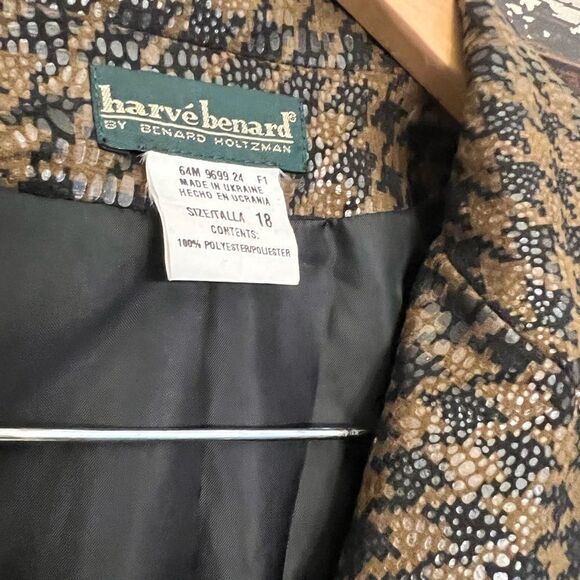 harvé benard®
BY BENARD HOLTZMAN
64M 9699 24 F1
MADE IN UKRAINE
HECHO EN UCRANIA
SIZE/TALLA 18
CONTENTS:
100% POLYESTER/POLIESTER